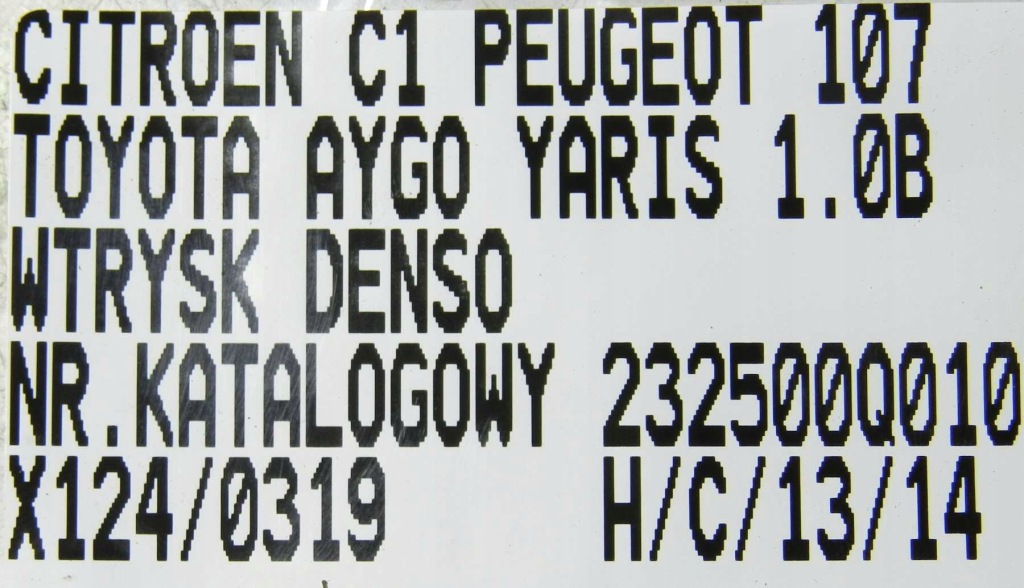 CITROEN C1 PEUGEOT 107
TOYOTA AYGO YARIS 1.0B
WTRYSK DENSO
NR.KATALOGOWY 232500Q010
X124/0319 H/C/13/14